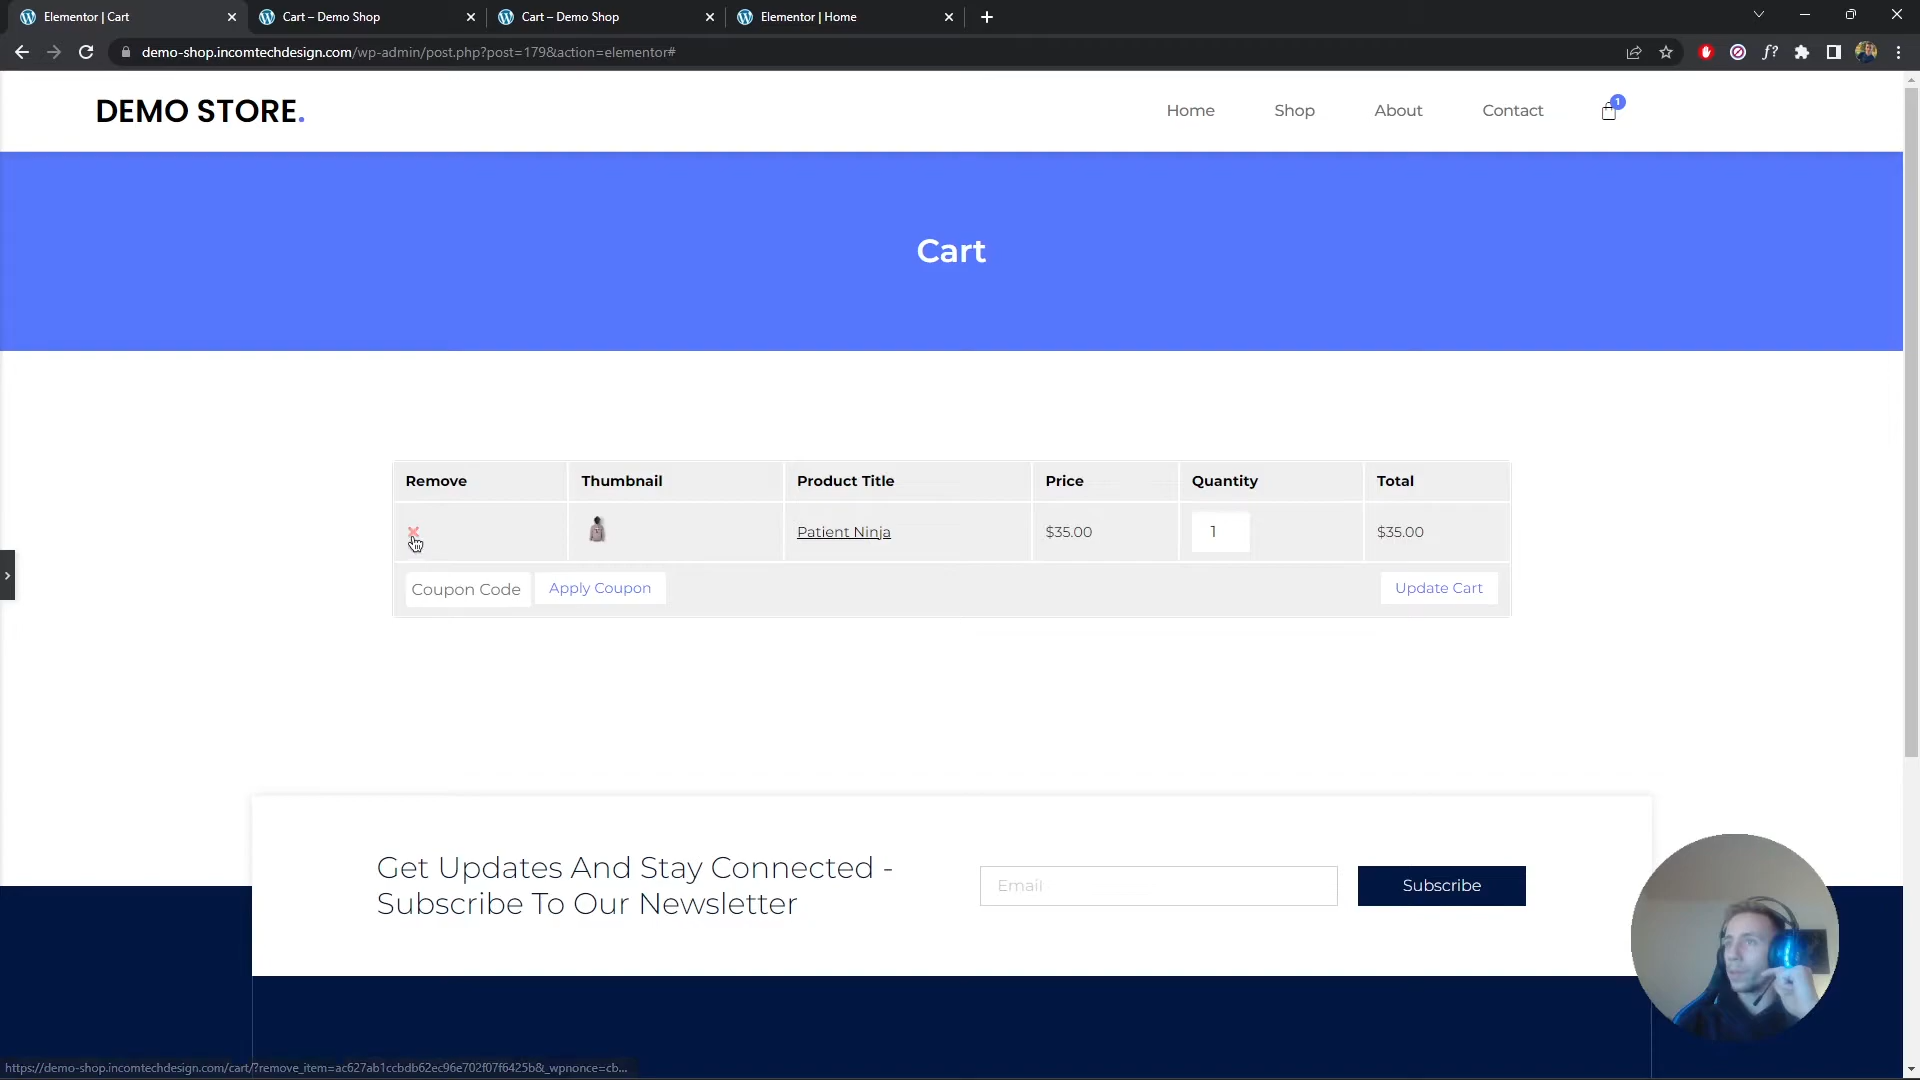 Elementor | Cart
Cart – Demo Shop
Cart – Demo Shop
Elementor | Home
demo-shop.incomtechdesign.com/wp-admin/post.php?post=179&action=elementor#
f?
DEMO STORE.
Home
Shop
About
Contact
1
Cart
Remove
Thumbnail
Product Title
Price
Quantity
Total
Patient Ninja
$35.00
1
$35.00
Coupon Code
Apply Coupon
Update Cart
Get Updates And Stay Connected -
Subscribe To Our Newsletter
Email
Subscribe
https://demo-shop.incomtechdesign.com/cart/?remove_item=ac627ab1ccbdb62ec96e702f07f6425b&_wpnonce=cb...